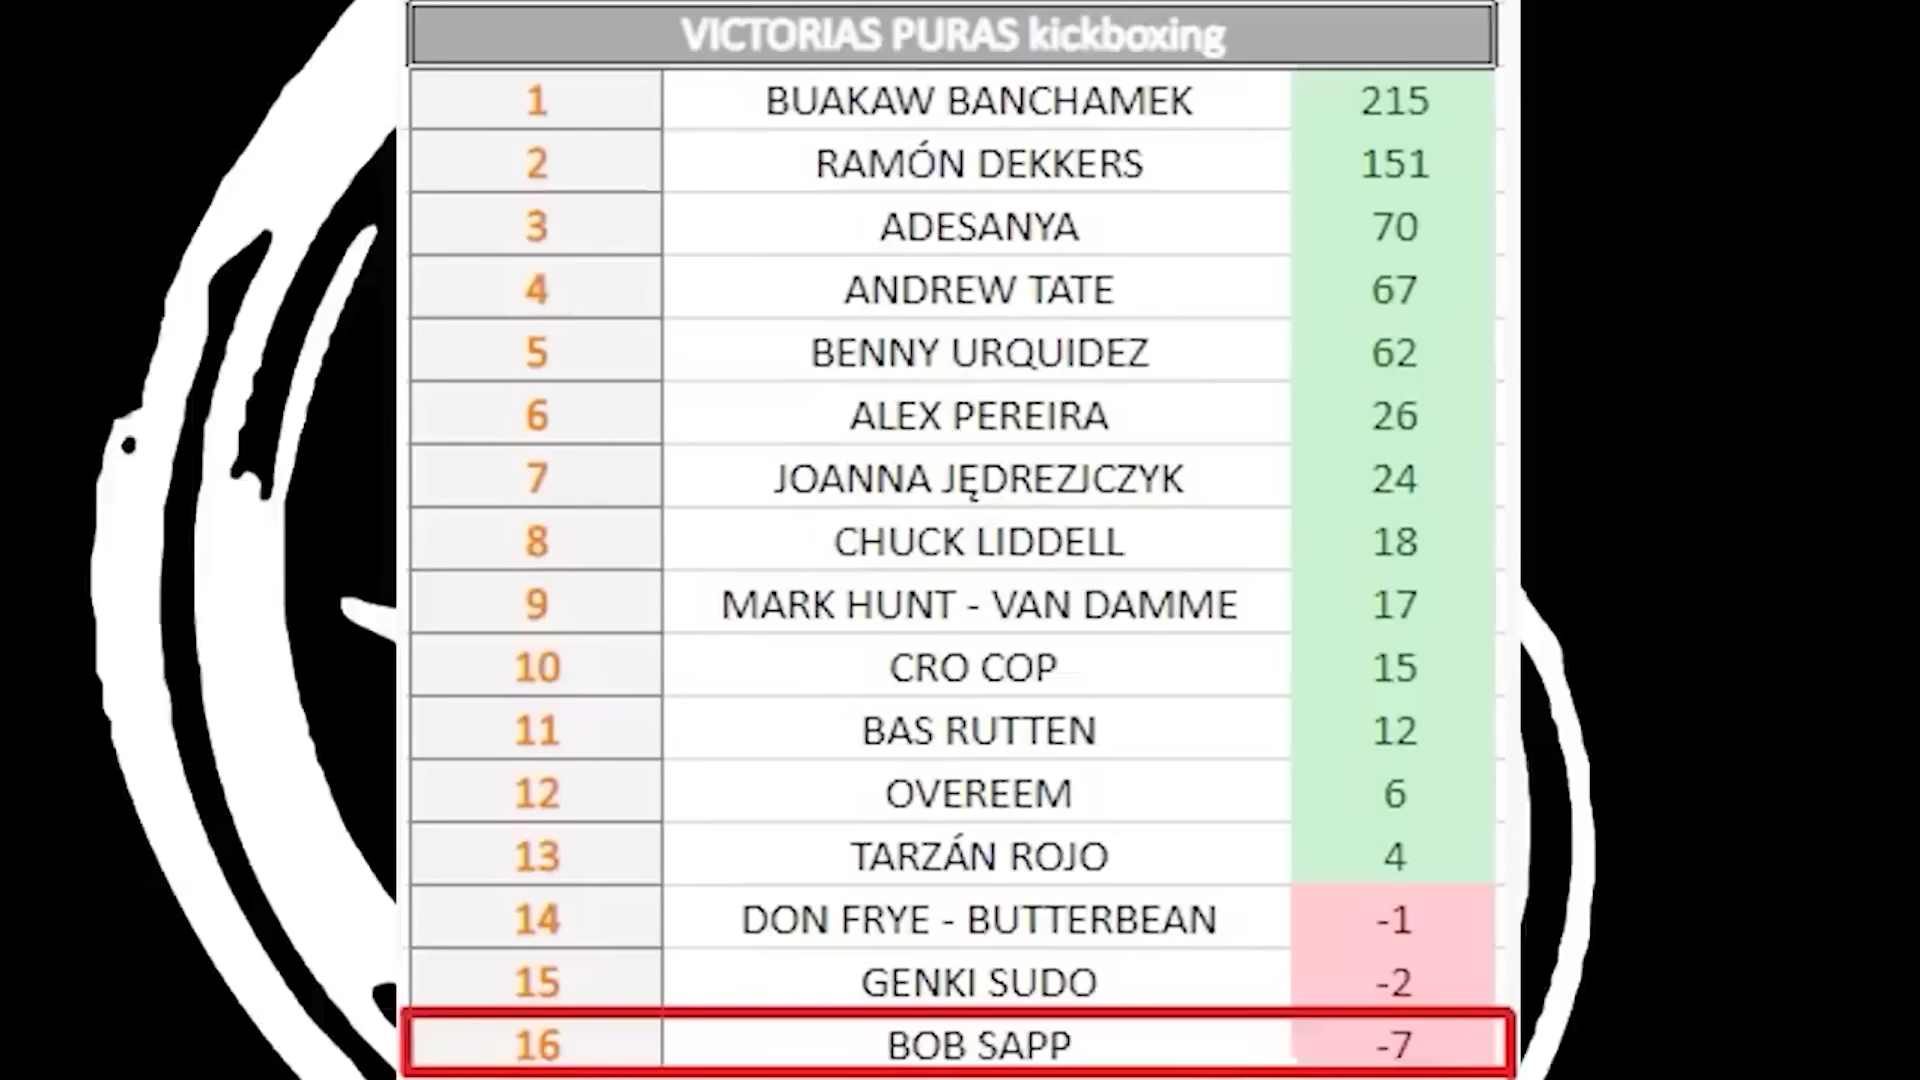 VICTORIAS PURAS kickboxing
1 BUAKAW BANCHAMEK 215
2 RAMÓN DEKKERS 151
3 ADESANYA 70
4 ANDREW TATE 67
5 BENNY URQUIDEZ 62
6 ALEX PEREIRA 26
7 JOANNA JĘDREZJCZYK 24
8 CHUCK LIDDELL 18
9 MARK HUNT - VAN DAMME 17
10 CRO COP 15
11 BAS RUTTEN 12
12 OVEREEM 6
13 TARZÁN ROJO 4
14 DON FRYE - BUTTERBEAN -1
15 GENKI SUDO -2
16 BOB SAPP -7